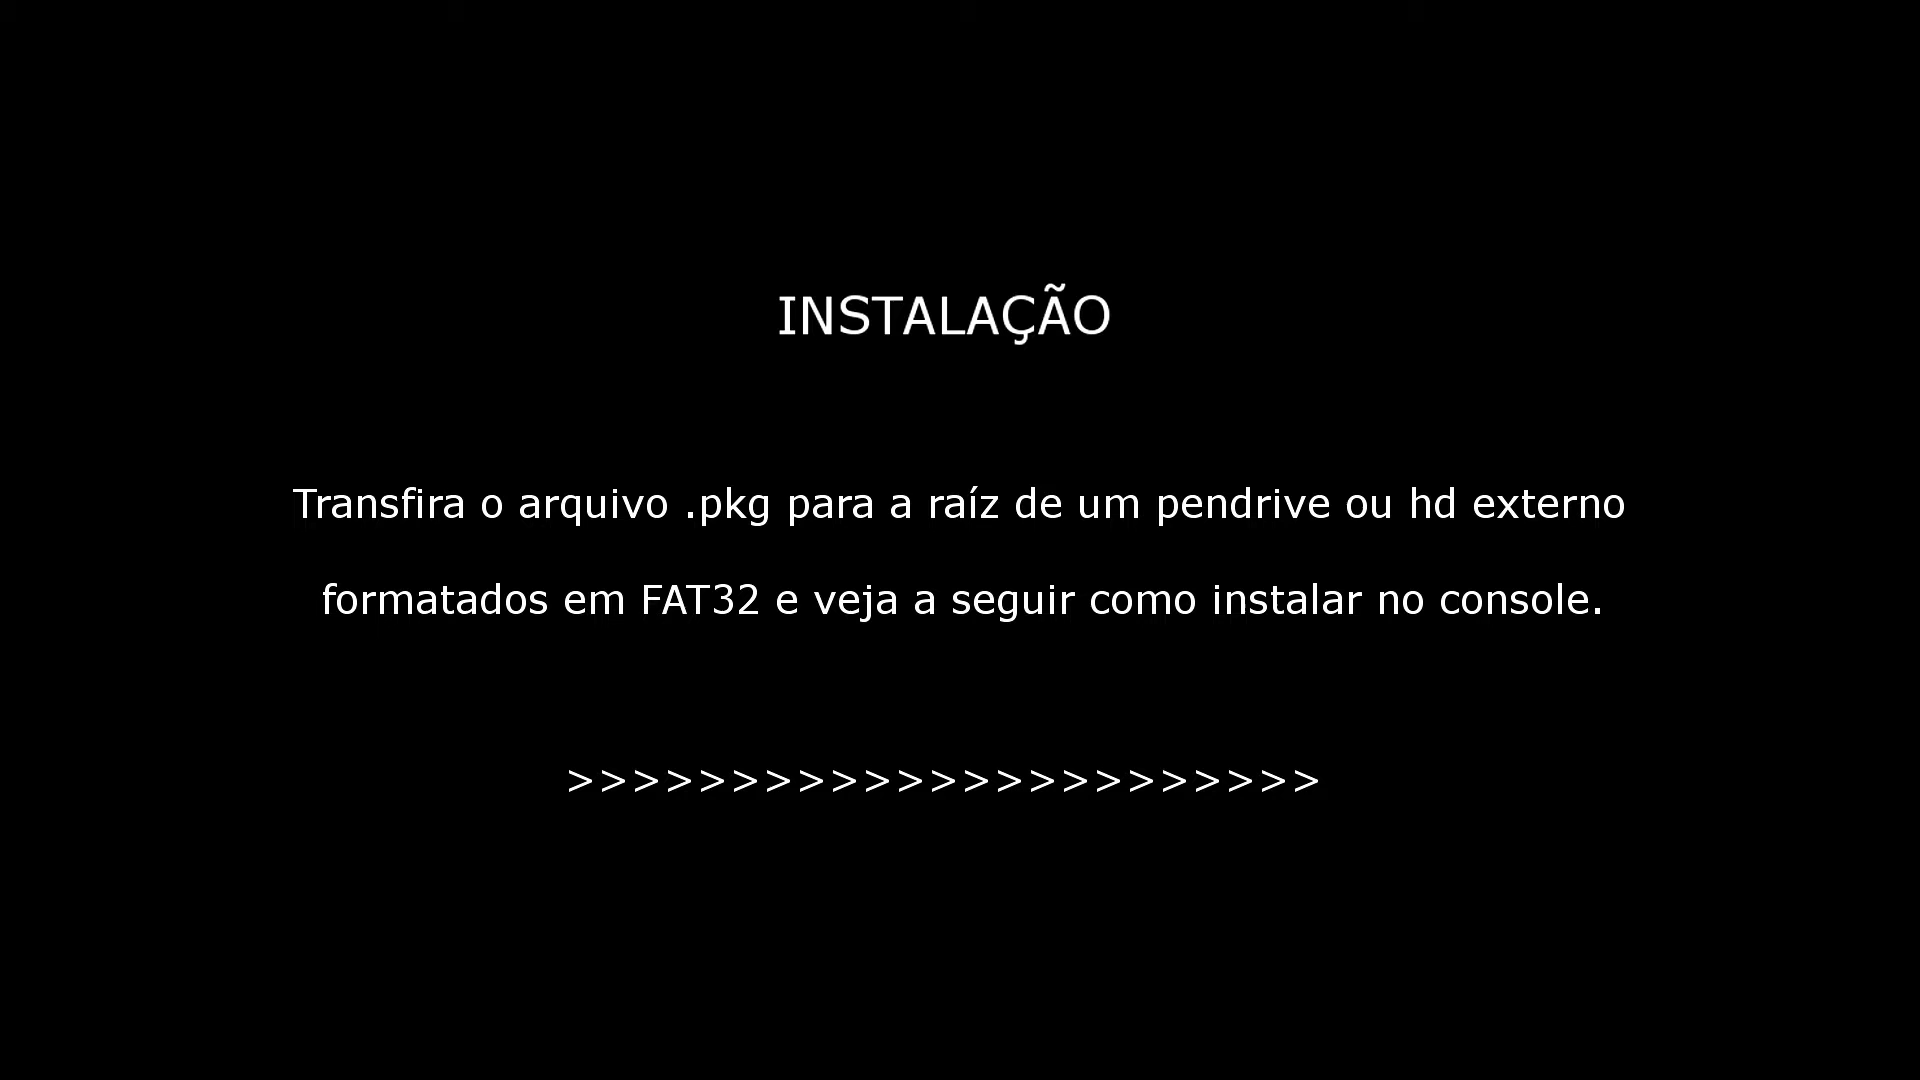 INSTALAÇÃO
Transfira o arquivo .pkg para a raíz de um pendrive ou hd externo
formatados em FAT32 e veja a seguir como instalar no console.
>>>>>>>>>>>>>>>>>>>>>>>